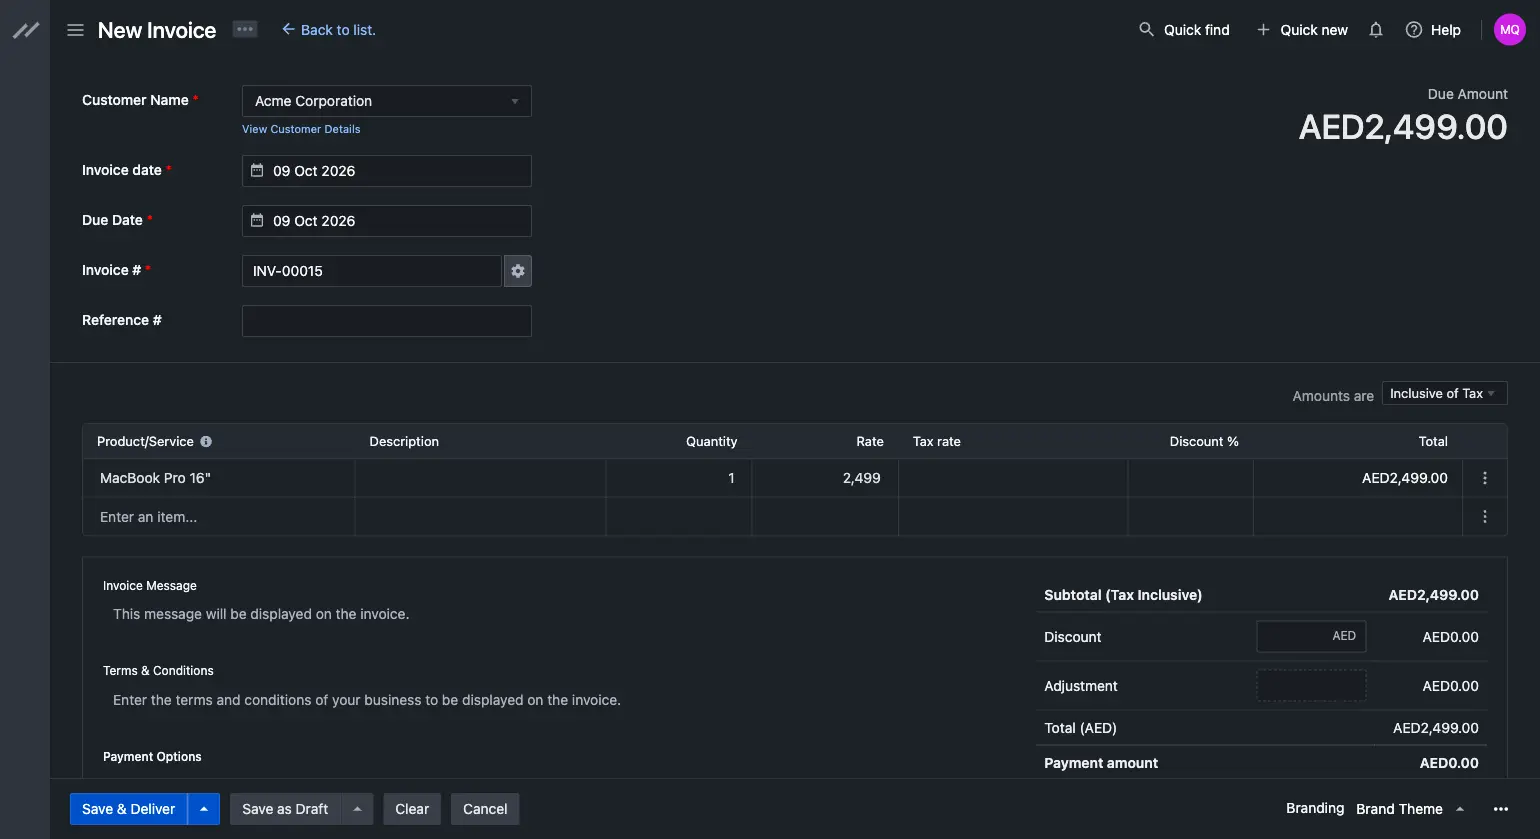 New Invoice
← Back to list.
Quick find
Quick new
Help
MQ
Customer Name *
Acme Corporation
View Customer Details
Due Amount
AED2,499.00
Invoice date *
09 Oct 2026
Due Date *
09 Oct 2026
Invoice # *
INV-00015
Reference #
Amounts are
Inclusive of Tax
Product/Service Description Quantity Rate Tax rate Discount % Total
MacBook Pro 16" 1 2,499 AED2,499.00
Enter an item...
Invoice Message
This message will be displayed on the invoice.
Terms & Conditions
Enter the terms and conditions of your business to be displayed on the invoice.
Payment Options
Subtotal (Tax Inclusive) AED2,499.00
Discount AED AED0.00
Adjustment AED0.00
Total (AED) AED2,499.00
Payment amount AED0.00
Save & Deliver
Save as Draft
Clear
Cancel
Branding Brand Theme